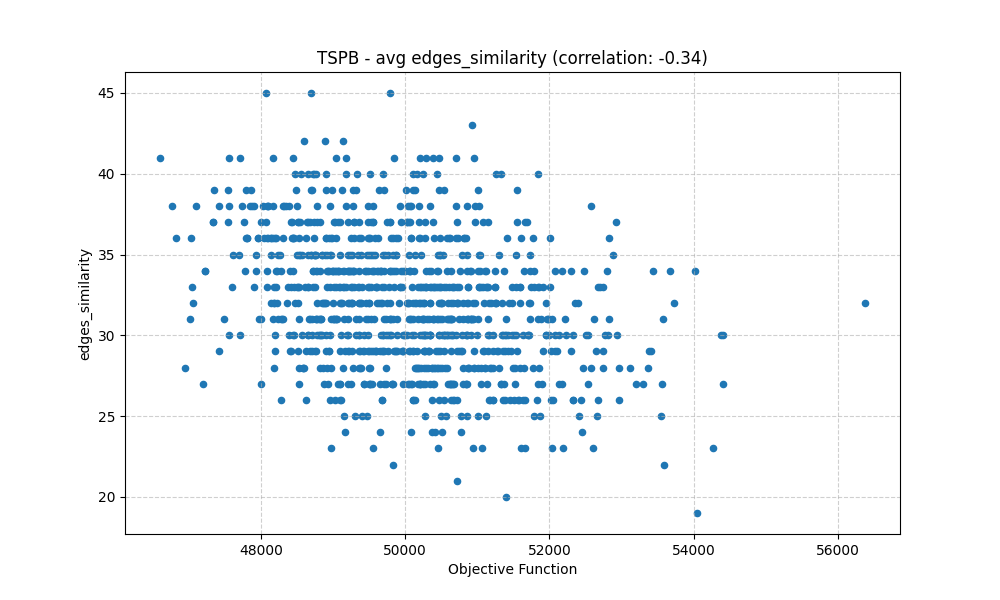 TSPB - avg edges_similarity (correlation: -0.34)
45
40
35
30
25
20
edges_similarity
48000 50000 52000 54000 56000
Objective Function